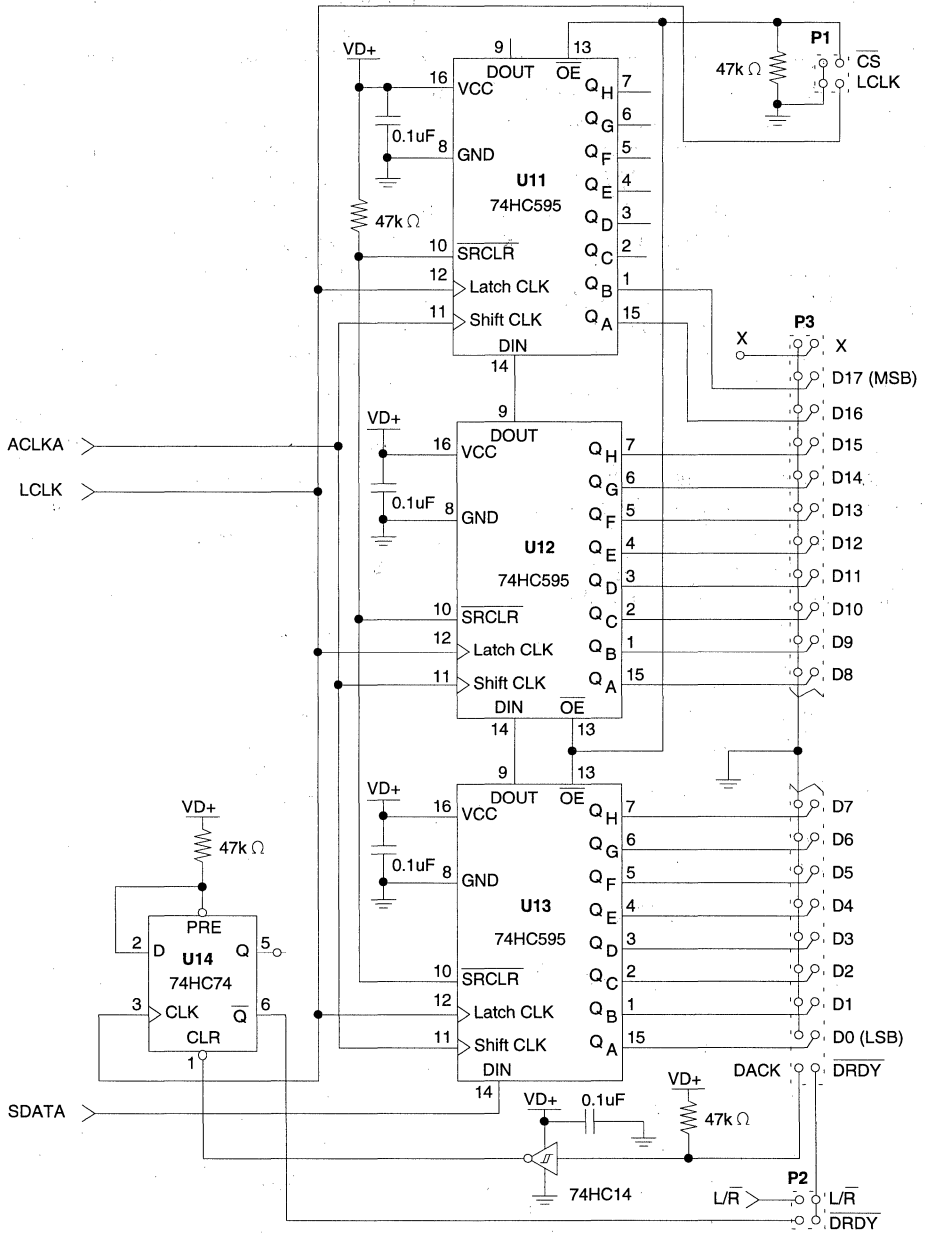 P1
CS
LCLK
47k Ω
VD+
9
13
DOUT OE
16 VCC
0.1uF
8 GND
U11
74HC595
47k Ω
10 SRCLR
12 Latch CLK
11 Shift CLK
DIN
14
QH 7
QG 6
QF 5
QE 4
QD 3
QC 2
QB 1
QA 15
P3
X
X
D17 (MSB)
D16
D15
D14
D13
D12
D11
D10
D9
D8
ACLKA
LCLK
VD+
9
DOUT
16 VCC
0.1uF
8 GND
U12
74HC595
10 SRCLR
12 Latch CLK
11 Shift CLK
DIN OE
14
13
QH 7
QG 6
QF 5
QE 4
QD 3
QC 2
QB 1
QA 15
VD+
9
13
DOUT OE
16 VCC
0.1uF
8 GND
U13
74HC595
10 SRCLR
12 Latch CLK
11 Shift CLK
DIN
14
QH 7
QG 6
QF 5
QE 4
QD 3
QC 2
QB 1
QA 15
D7
D6
D5
D4
D3
D2
D1
D0 (LSB)
DACK
DRDY
VD+
47k Ω
PRE
2 D
Q 5
U14
74HC74
3 CLK
Q 6
CLR
1
SDATA
VD+
0.1uF
74HC14
VD+
47k Ω
P2
L/R
L/R
DRDY